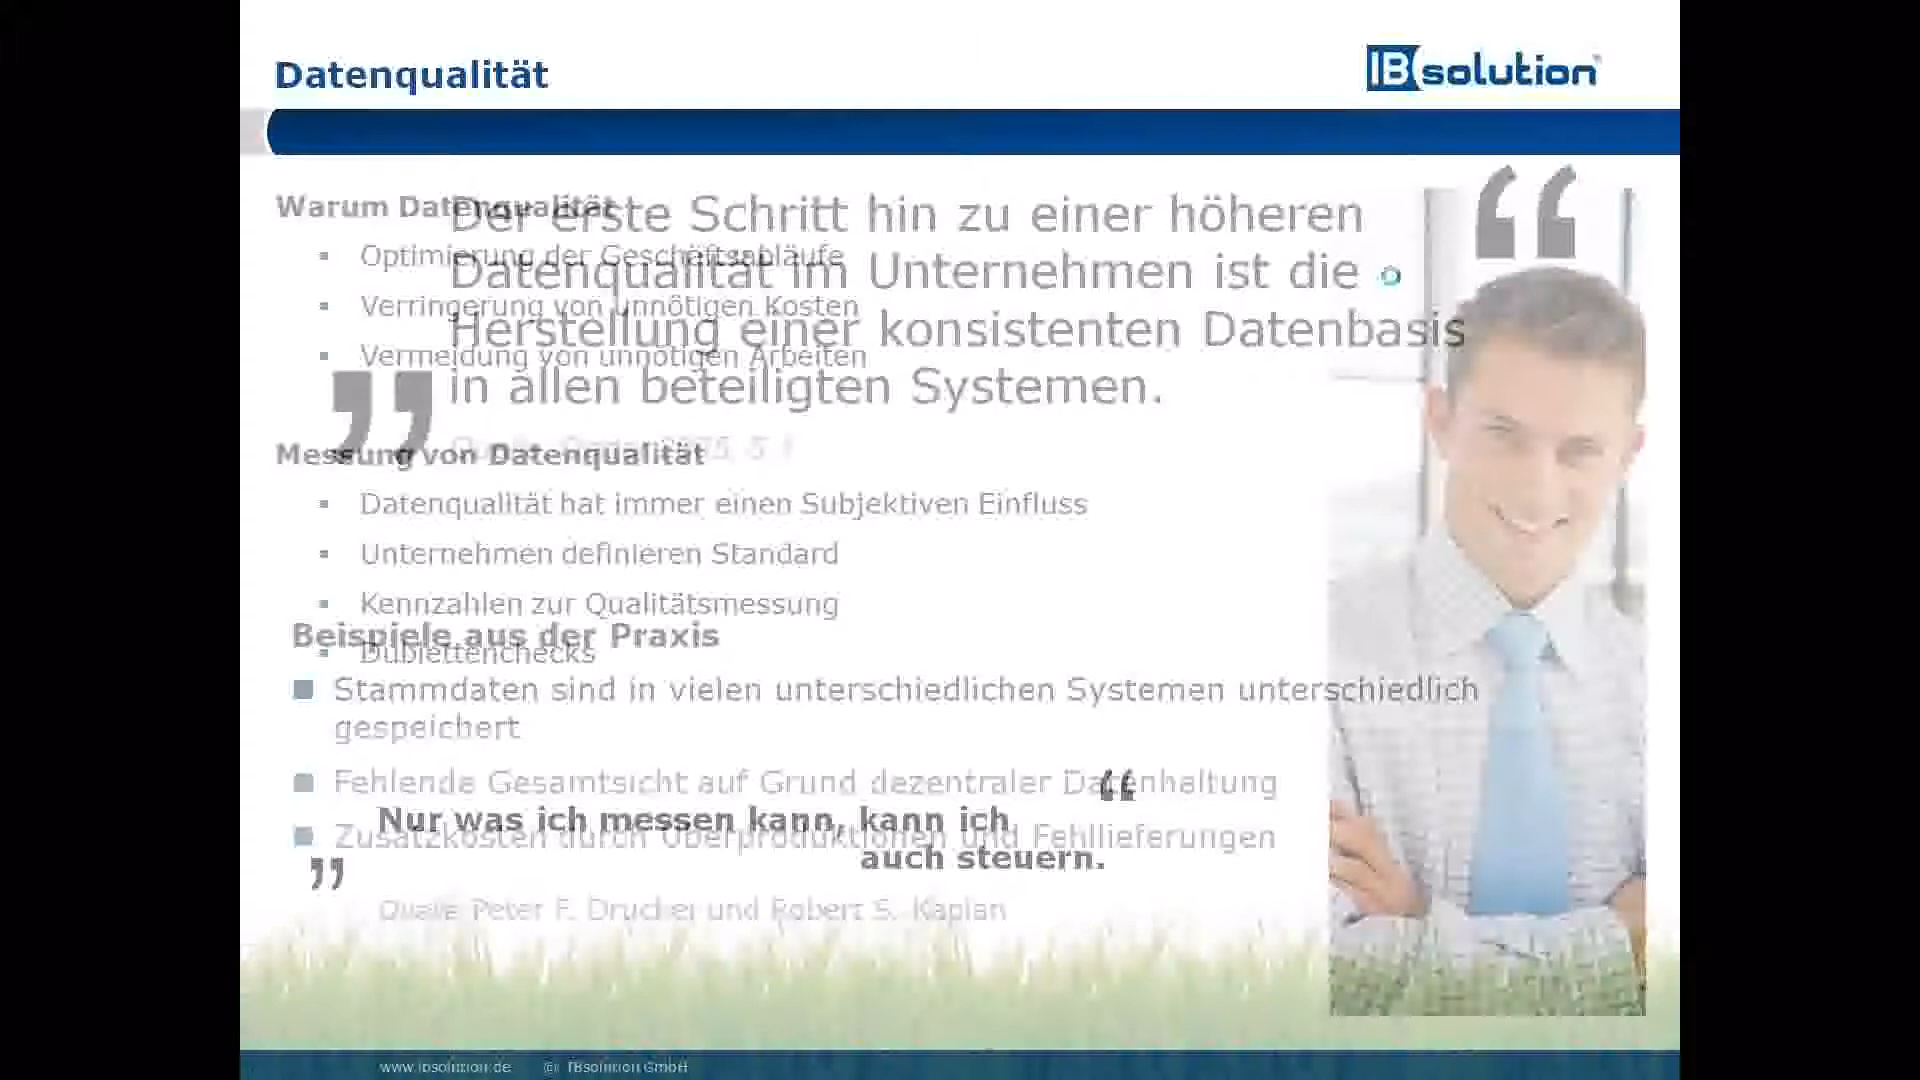 Datenqualität
IBsolution
Warum Datenqualität
Optimierung der Geschäftsabläufe
Verringerung von unnötigen Kosten
Vermeidung von unnötigen Arbeiten
Der erste Schritt hin zu einer höheren
Datenqualität im Unternehmen ist die
Herstellung einer konsistenten Datenbasis
in allen beteiligten Systemen.
Messung von Datenqualität
Datenqualität hat immer einen Subjektiven Einfluss
Unternehmen definieren Standard
Kennzahlen zur Qualitätsmessung
Dublettenchecks
Beispiele aus der Praxis
Stammdaten sind in vielen unterschiedlichen Systemen unterschiedlich
gespeichert
Fehlende Gesamtsicht auf Grund dezentraler Datenhaltung
Zusatzkosten durch Überproduktionen und Fehllieferungen
„Nur was ich messen kann, kann ich
auch steuern.“
Quelle Peter F. Drucker und Robert S. Kaplan
www.ibsolution.de © IBsolution GmbH